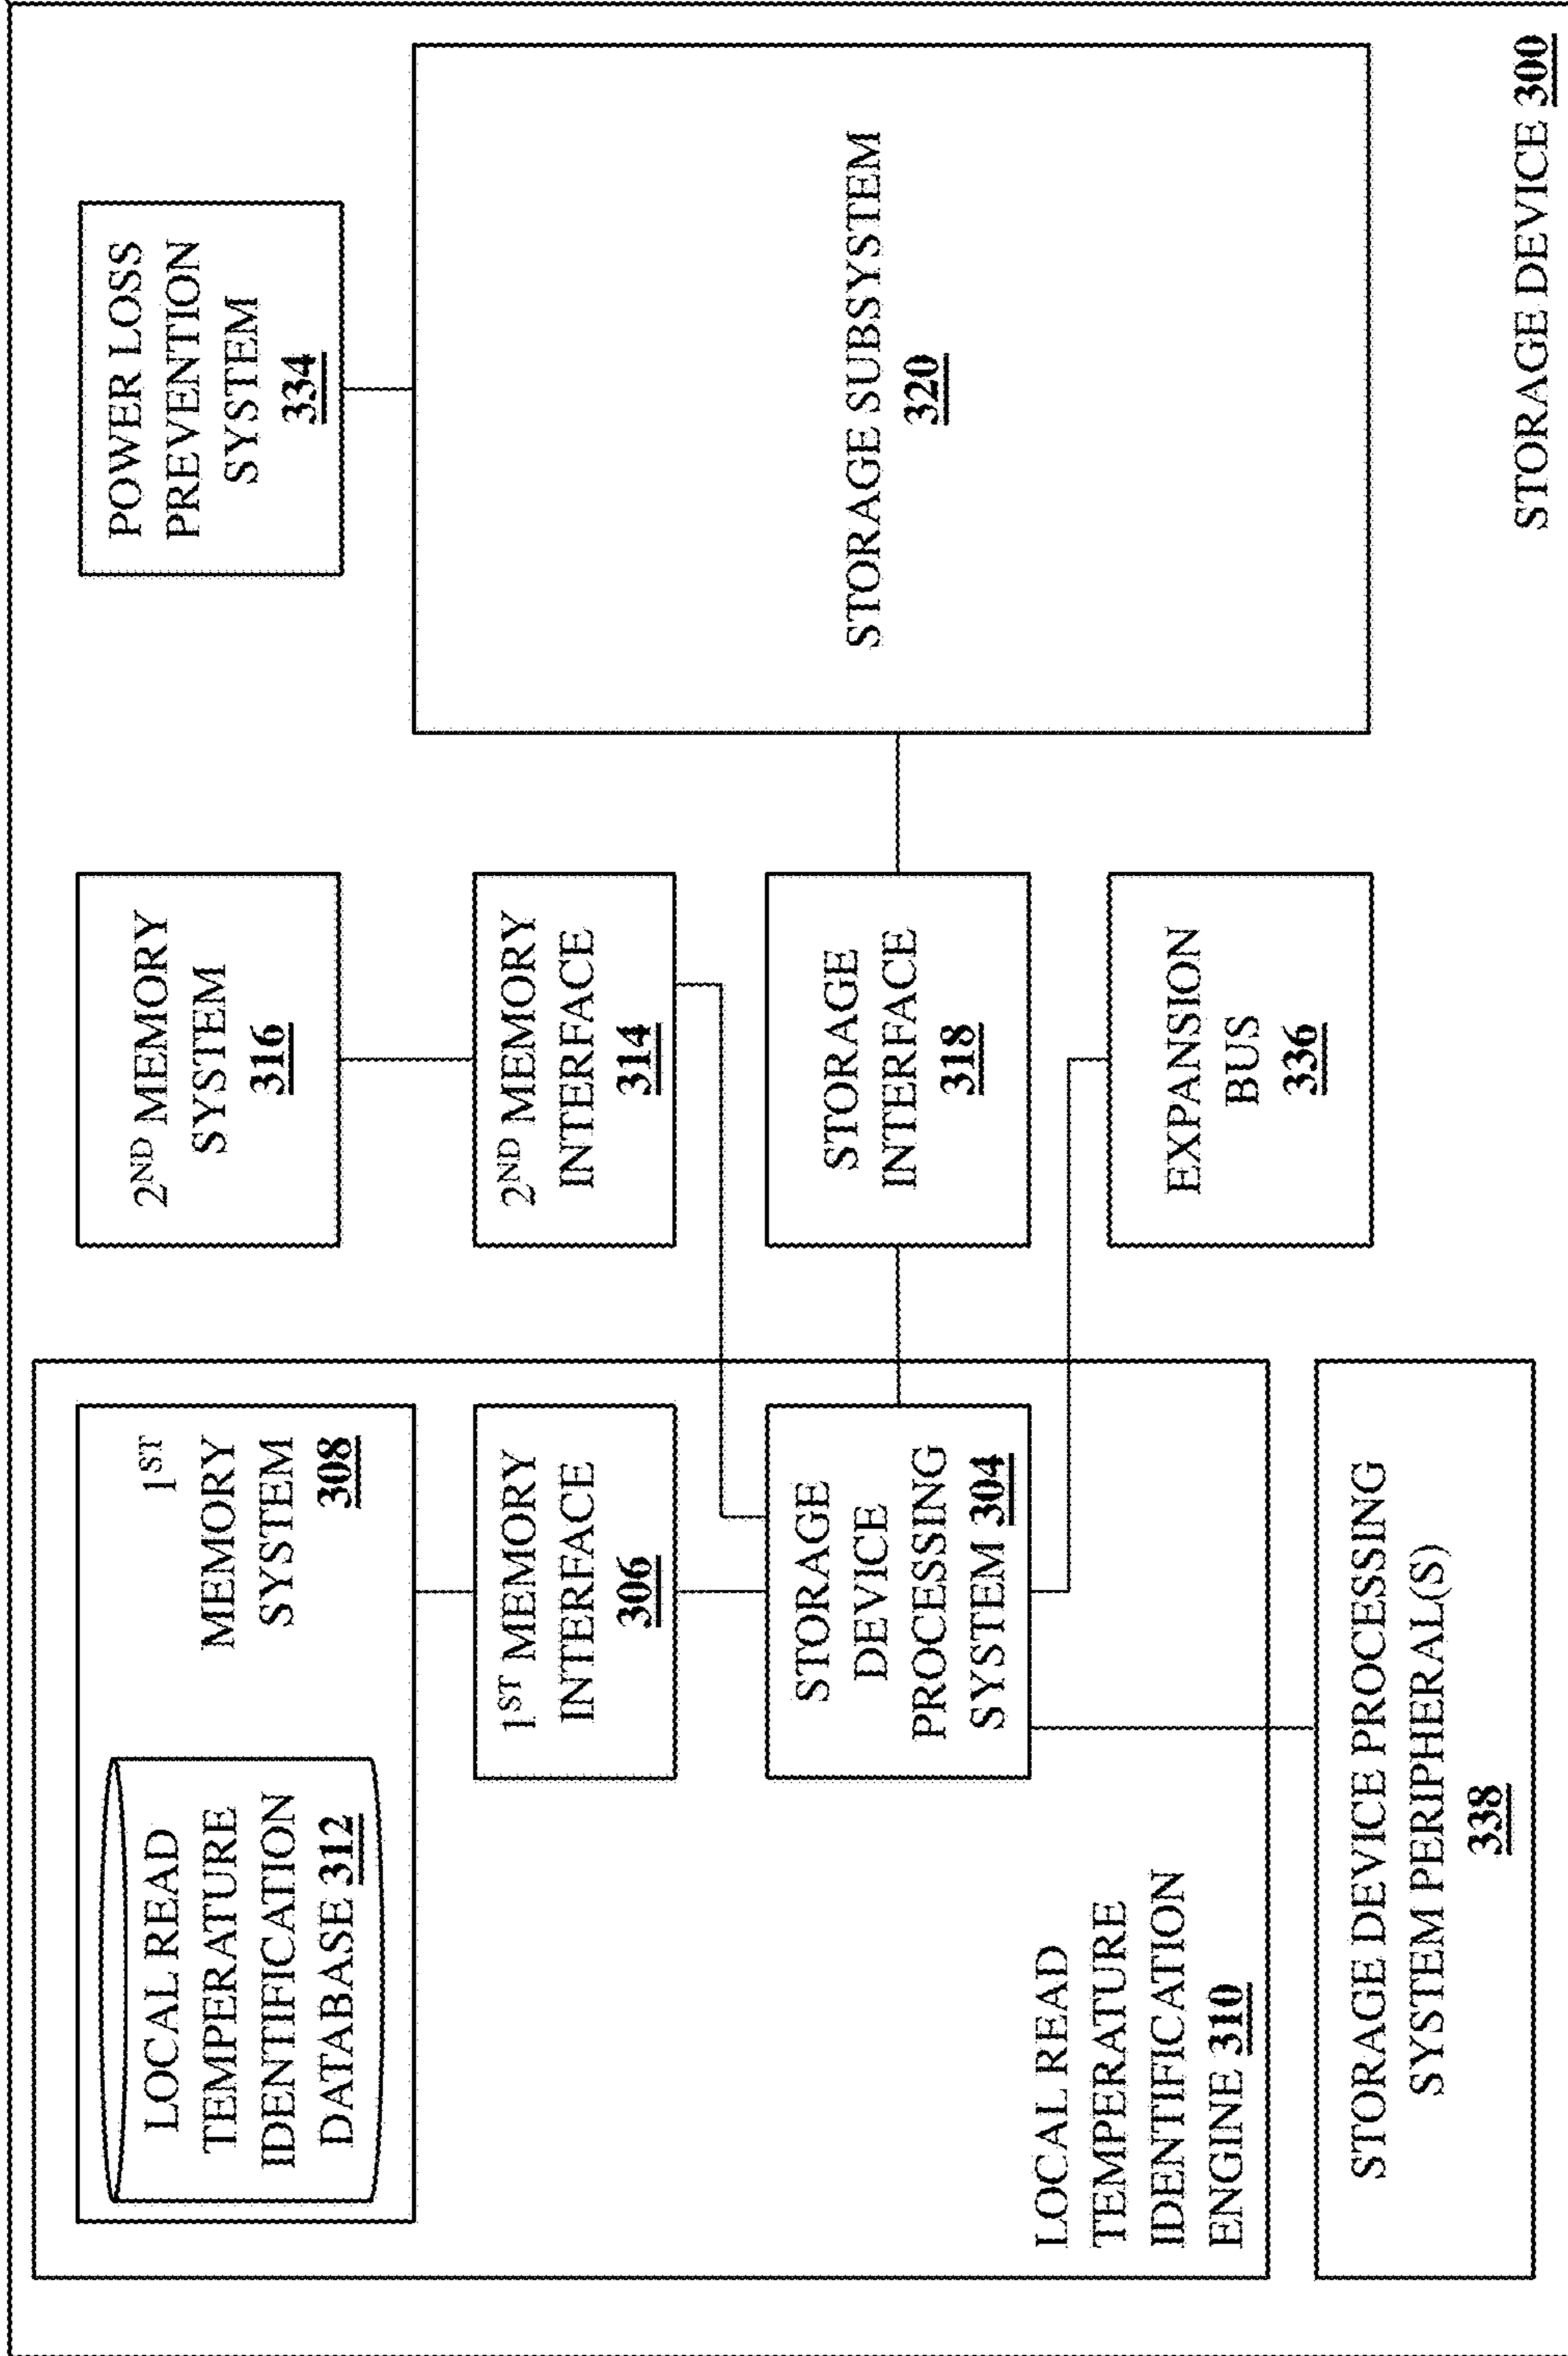 LOCAL READ
TEMPERATURE
IDENTIFICATION
DATABASE 312
1ST
MEMORY
SYSTEM
308
2ND MEMORY
SYSTEM
316
POWER LOSS
PREVENTION
SYSTEM
334
1ST MEMORY
INTERFACE
306
2ND MEMORY
INTERFACE
314
STORAGE
DEVICE
PROCESSING
SYSTEM 304
STORAGE
INTERFACE
318
STORAGE SUBSYSTEM
320
LOCAL READ
TEMPERATURE
IDENTIFICATION
ENGINE 310
EXPANSION
BUS
336
STORAGE DEVICE PROCESSING
SYSTEM PERIPHERAL(S)
338
STORAGE DEVICE 300